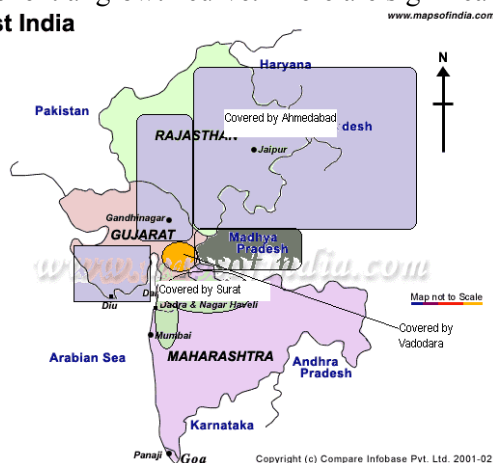 st India
www.mapsofindia.com
Haryana
N
Pakistan
Covered by Ahmedabad
desh
RAJASTHAN
Jaipur
Gandhinagar
GUJARAT
Madhya
Pradesh
Covered by Surat
Diu
Dadra & Nagar Haveli
Map not to Scale
Covered by
Vadodara
Mumbai
Arabian Sea
MAHARASHTRA
Andhra
Pradesh
Karnataka
Panaji
Goa
Copyright (c) Compare Infobase Pvt. Ltd. 2001-02